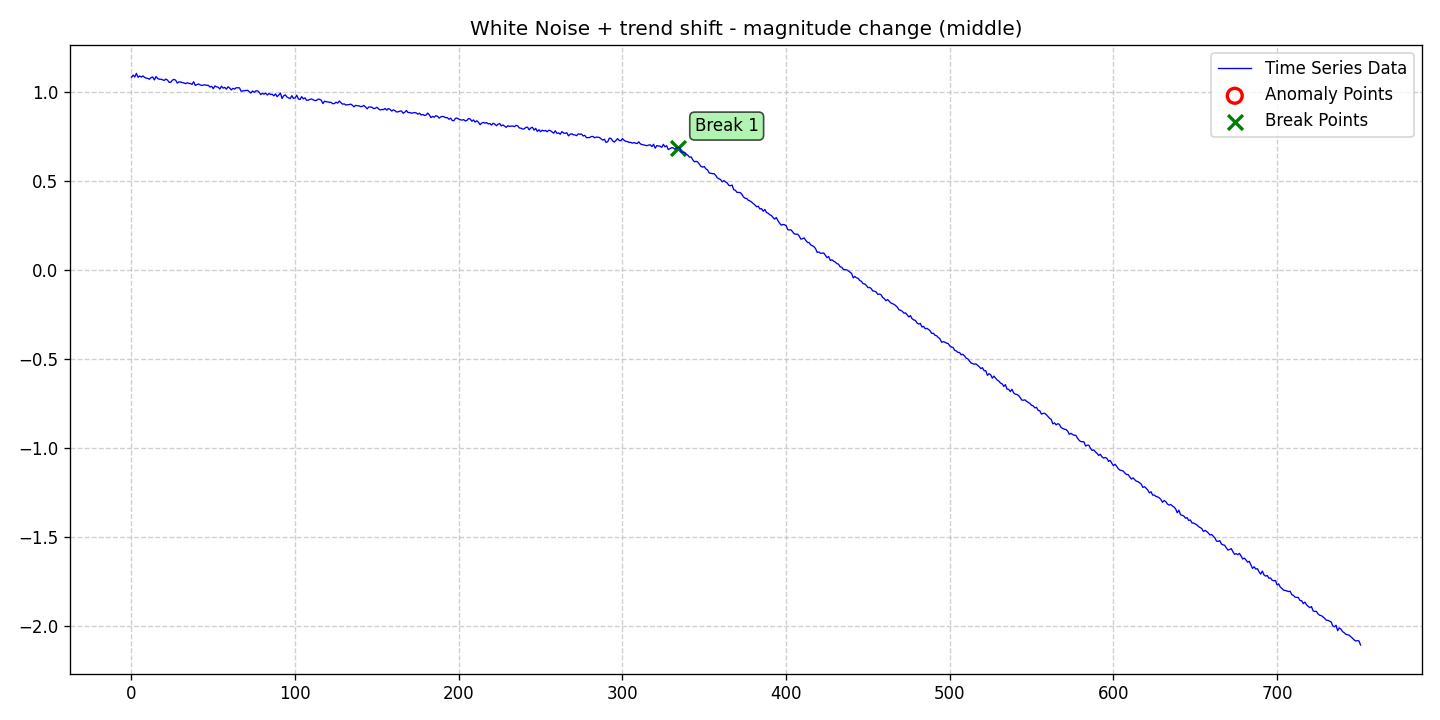 White Noise + trend shift - magnitude change (middle)
Time Series Data
Anomaly Points
Break Points
Break 1
1.0
0.5
0.0
−0.5
−1.0
−1.5
−2.0
0 100 200 300 400 500 600 700